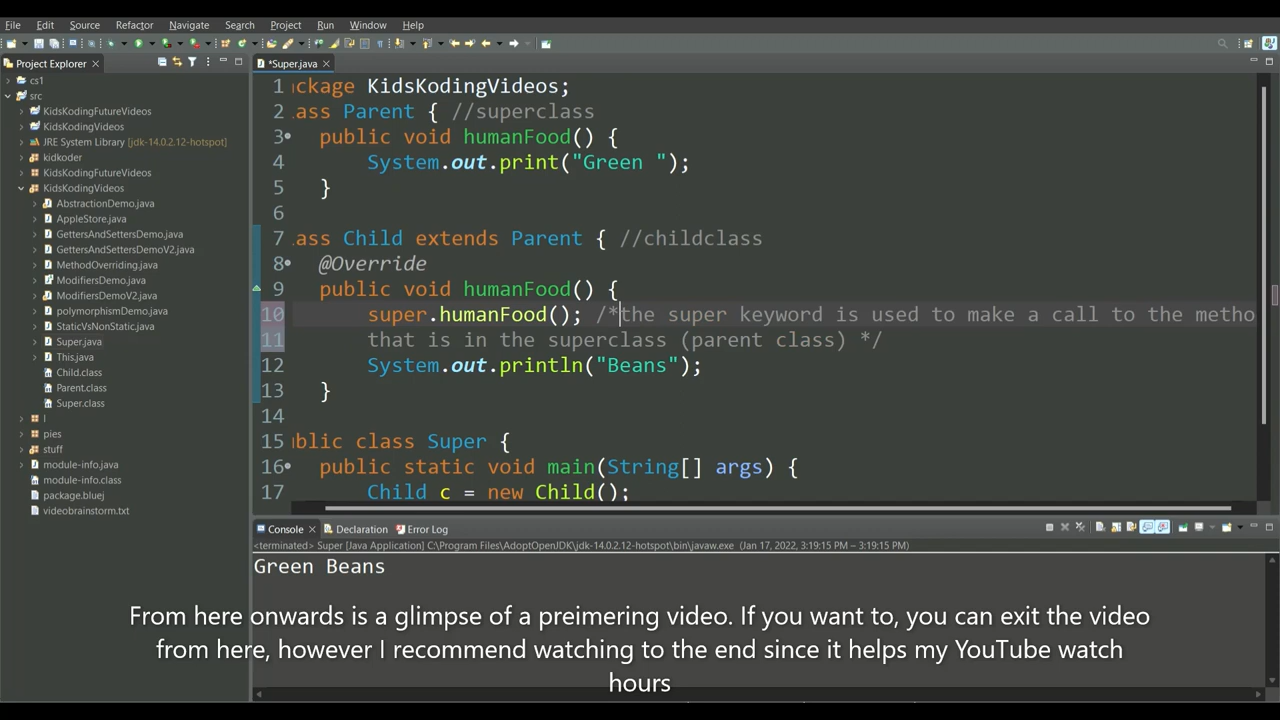 File Edit Source Refactor Navigate Search Project Run Window Help
Project Explorer
cs1
src
KidsKodingFutureVideos
KidsKodingVideos
JRE System Library [jdk-14.0.2.12-hotspot]
kidkoder
KidsKodingFutureVideos
KidsKodingVideos
AbstractionDemo.java
AppleStore.java
GettersAndSettersDemo.java
GettersAndSettersDemoV2.java
MethodOverriding.java
ModifiersDemo.java
ModifiersDemoV2.java
polymorphismDemo.java
StaticVsNonStatic.java
Super.java
This.java
Child.class
Parent.class
Super.class
l
pies
stuff
module-info.java
module-info.class
package.bluej
videobrainstorm.txt
*Super.java
1 ckage KidsKodingVideos;
2 ass Parent { //superclass
3 public void humanFood() {
4 System.out.print("Green ");
5 }
6
7 ass Child extends Parent { //childclass
8 @Override
9 public void humanFood() {
10 super.humanFood(); /*the super keyword is used to make a call to the metho
11 that is in the superclass (parent class) */
12 System.out.println("Beans");
13 }
14
15 blic class Super {
16 public static void main(String[] args) {
17 Child c = new Child();
Console Declaration Error Log
<terminated> Super [Java Application] C:\Program Files\AdoptOpenJDK\jdk-14.0.2.12-hotspot\bin\javaw.exe (Jan 17, 2022, 3:19:15 PM – 3:19:15 PM)
Green Beans
From here onwards is a glimpse of a preimering video. If you want to, you can exit the video
from here, however I recommend watching to the end since it helps my YouTube watch
hours